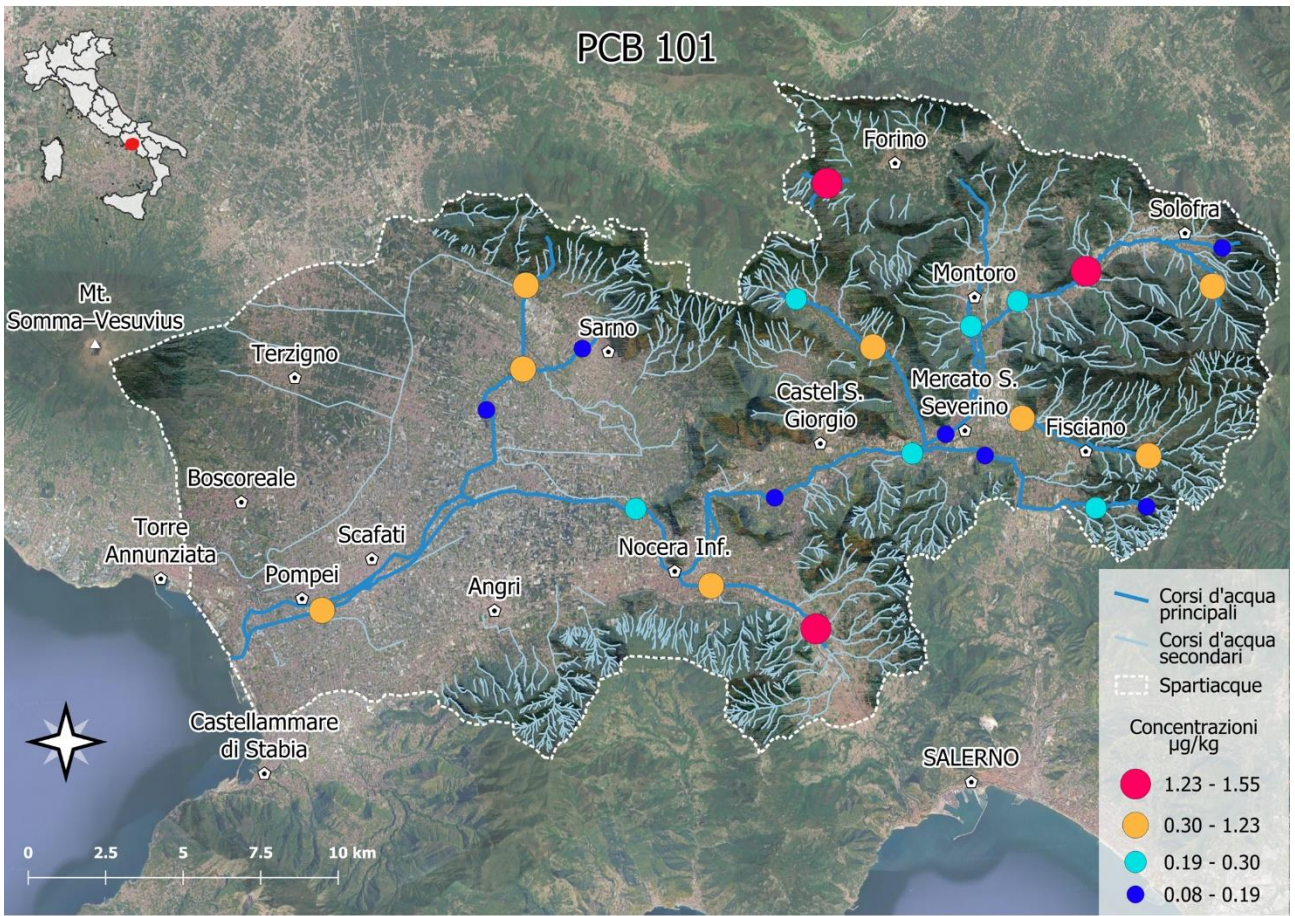 PCB 101
Forino
Solofra
Montoro
Mt.
Somma–Vesuvius
Sarno
Terzigno
Castel S.
Giorgio
Mercato S.
Severino
Fisciano
Boscoreale
Torre
Annunziata
Scafati
Nocera Inf.
Pompei
Angri
Castellammare
di Stabia
SALERNO
Corsi d'acqua
principali
Corsi d'acqua
secondari
Spartiacque
Concentrazioni
µg/kg
1.23 - 1.55
0.30 - 1.23
0.19 - 0.30
0.08 - 0.19
0 2.5 5 7.5 10 km